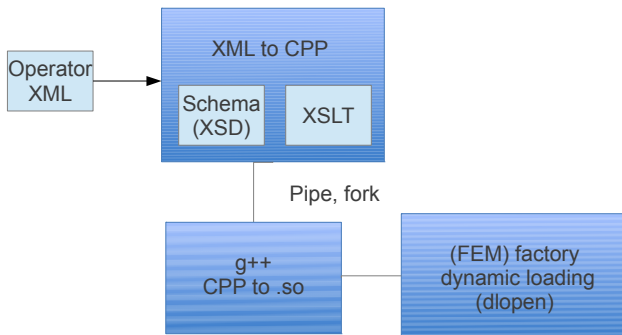 XML to CPP
Operator
XML
Schema
(XSD)
XSLT
Pipe, fork
g++
CPP to .so
(FEM) factory
dynamic loading
(dlopen)